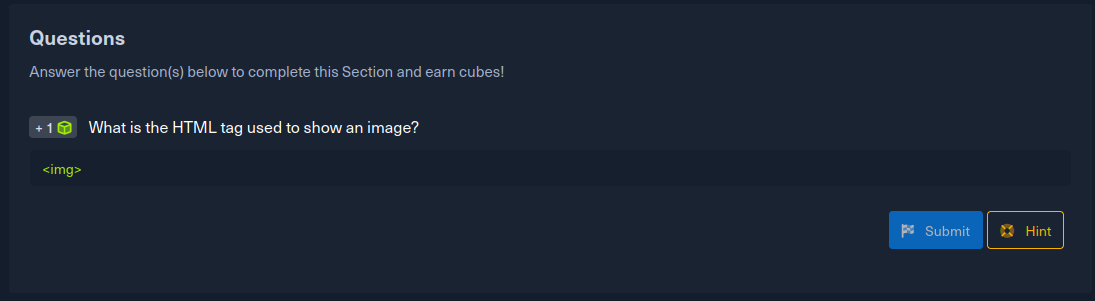 Questions
Answer the question(s) below to complete this Section and earn cubes!
+ 1 What is the HTML tag used to show an image?
<img>
Submit Hint